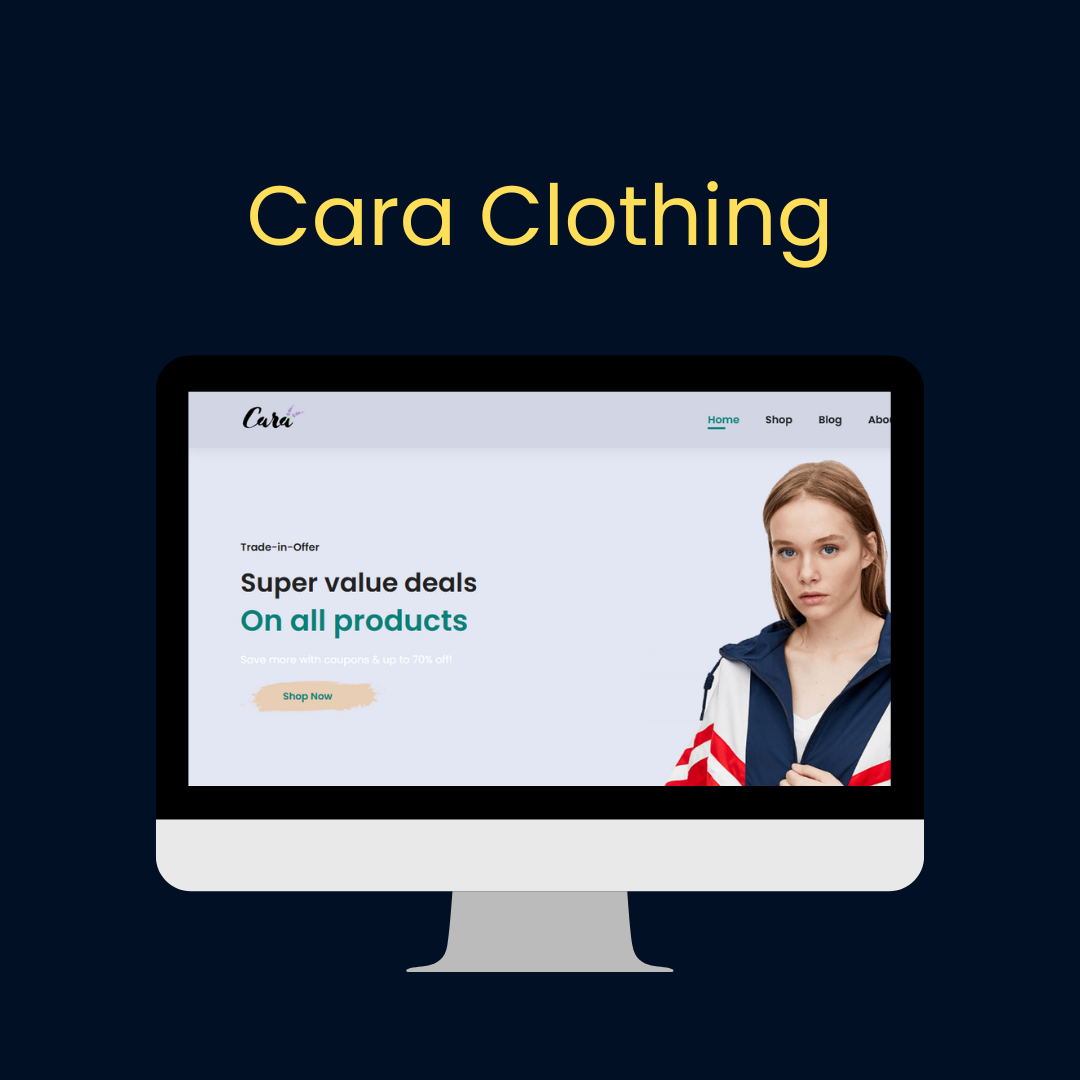 Cara Clothing
Cara
Home Shop Blog Abou
Trade-in-Offer
Super value deals
On all products
Save more with coupons & up to 70% off!
Shop Now